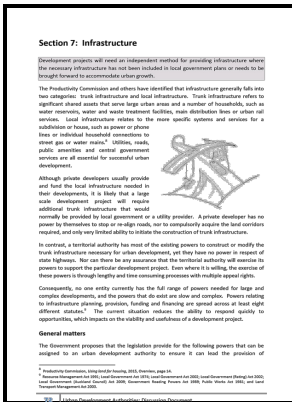 Section 7: Infrastructure
Development projects will need an independent method for providing infrastructure where
the necessary infrastructure has not been included in local government plans or needs to be
brought forward to accommodate urban growth.
The Productivity Commission and others have identified that infrastructure generally falls into
two categories: trunk infrastructure and local infrastructure. Trunk infrastructure refers to
significant shared assets that serve large urban areas and a number of households, such as
water reservoirs, water and waste treatment facilities, main distribution lines or urban rail
services. Local infrastructure relates to the more specific systems and services for a
subdivision or house, such as power or phone
lines or individual household connections to
street gas or water mains.⁸ Utilities, roads,
public amenities and central government
services are all essential for successful urban
development.
Although private developers usually provide
and fund the local infrastructure needed in
their developments, it is likely that a large
scale development project will require
additional trunk infrastructure that would
normally be provided by local government or a utility provider. A private developer has no
power by themselves to stop or re-align roads, nor to compulsorily acquire the land corridors
required, and only very limited ability to initiate the construction of trunk infrastructure.
In contrast, a territorial authority has most of the existing powers to construct or modify the
trunk infrastructure necessary for urban development, yet they have no power in respect of
state highways. Nor can there be any assurance that the territorial authority will exercise its
powers to support the particular development project. Even where it is willing, the exercise of
these powers is through lengthy and time consuming processes with multiple appeal rights.
Consequently, no one entity currently has the full range of powers needed for large and
complex developments, and the powers that do exist are slow and complex. Powers relating
to infrastructure planning, provision, funding and financing are spread across at least eight
different statutes.⁹ The current situation reduces the ability to respond quickly to
opportunities, which impacts on the viability and usefulness of a development project.
General matters
The Government proposes that the legislation provide for the following powers that can be
assigned to an urban development authority to ensure it can lead the provision of
⁸ Productivity Commission, Using land for housing, 2015, Overview, page 14.
⁹ Resource Management Act 1991; Local Government Act 1974; Local Government Act 2002; Local Government (Rating) Act 2002;
Local Government (Auckland Council) Act 2009; Government Roading Powers Act 1989; Public Works Act 1981; and Land
Transport Management Act 2003.
Urban Development Authorities: Discussion Document